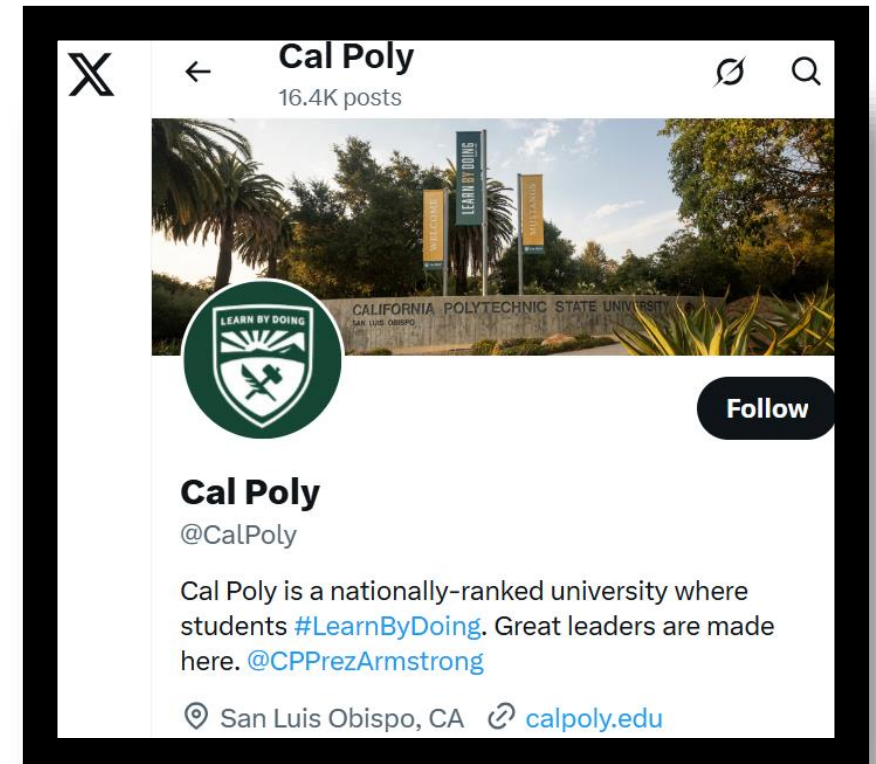 Cal Poly
16.4K posts
LEARN BY DOING
WELCOME
MUSTANGS
CALIFORNIA POLYTECHNIC STATE UNIVERSITY
SAN LUIS OBISPO
LEARN BY DOING
Follow
Cal Poly
@CalPoly
Cal Poly is a nationally-ranked university where
students #LearnByDoing. Great leaders are made
here. @CPPrezArmstrong
San Luis Obispo, CA calpoly.edu